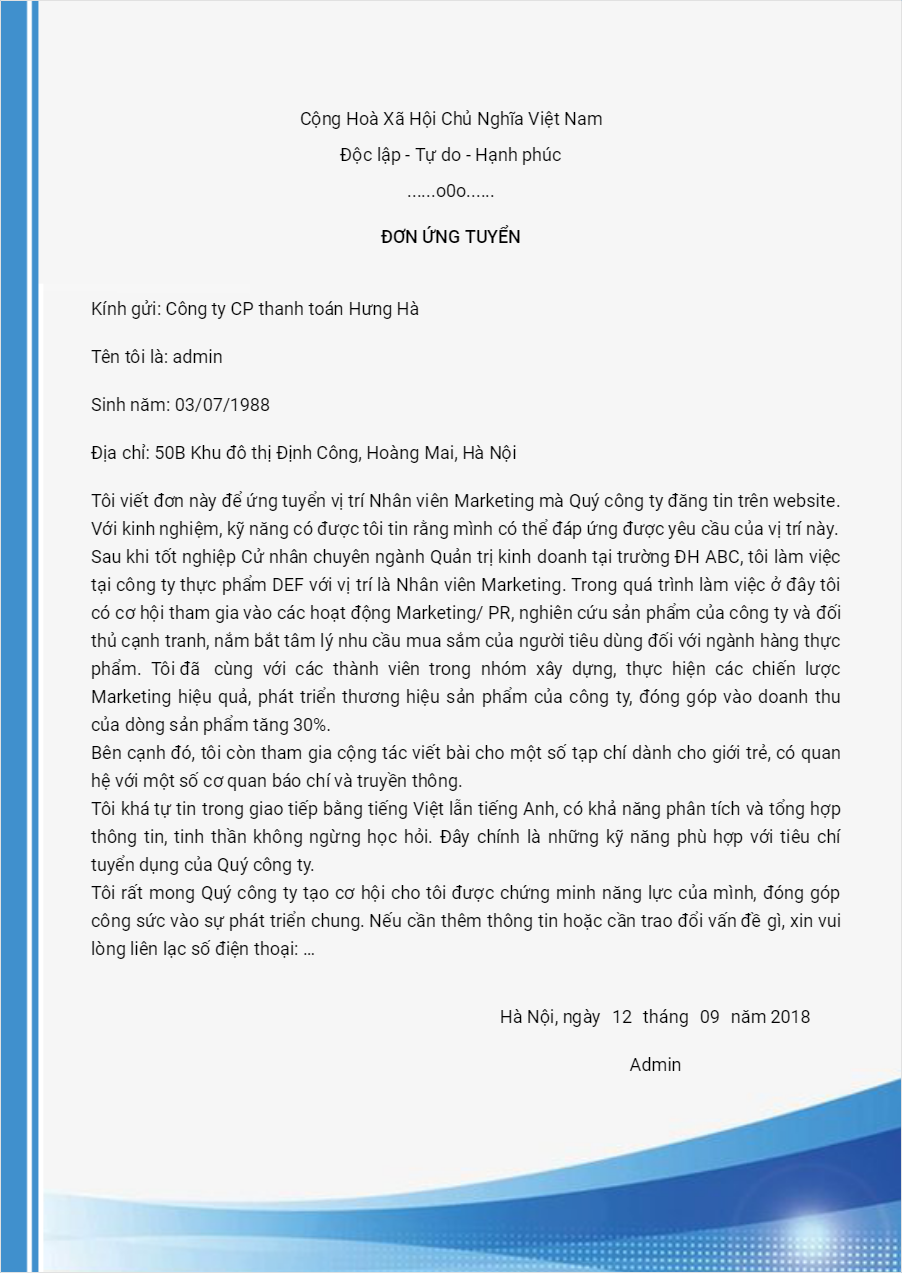 Cộng Hoà Xã Hội Chủ Nghĩa Việt Nam
Độc lập - Tự do - Hạnh phúc
......o0o......
ĐƠN ỨNG TUYỂN
Kính gửi: Công ty CP thanh toán Hưng Hà
Tên tôi là: admin
Sinh năm: 03/07/1988
Địa chỉ: 50B Khu đô thị Định Công, Hoàng Mai, Hà Nội
Tôi viết đơn này để ứng tuyển vị trí Nhân viên Marketing mà Quý công ty đăng tin trên website.
Với kinh nghiệm, kỹ năng có được tôi tin rằng mình có thể đáp ứng được yêu cầu của vị trí này.
Sau khi tốt nghiệp Cử nhân chuyên ngành Quản trị kinh doanh tại trường ĐH ABC, tôi làm việc
tại công ty thực phẩm DEF với vị trí là Nhân viên Marketing. Trong quá trình làm việc ở đây tôi
có cơ hội tham gia vào các hoạt động Marketing/ PR, nghiên cứu sản phẩm của công ty và đối
thủ cạnh tranh, nắm bắt tâm lý nhu cầu mua sắm của người tiêu dùng đối với ngành hàng thực
phẩm. Tôi đã cùng với các thành viên trong nhóm xây dựng, thực hiện các chiến lược
Marketing hiệu quả, phát triển thương hiệu sản phẩm của công ty, đóng góp vào doanh thu
của dòng sản phẩm tăng 30%.
Bên cạnh đó, tôi còn tham gia cộng tác viết bài cho một số tạp chí dành cho giới trẻ, có quan
hệ với một số cơ quan báo chí và truyền thông.
Tôi khá tự tin trong giao tiếp bằng tiếng Việt lẫn tiếng Anh, có khả năng phân tích và tổng hợp
thông tin, tinh thần không ngừng học hỏi. Đây chính là những kỹ năng phù hợp với tiêu chí
tuyển dụng của Quý công ty.
Tôi rất mong Quý công ty tạo cơ hội cho tôi được chứng minh năng lực của mình, đóng góp
công sức vào sự phát triển chung. Nếu cần thêm thông tin hoặc cần trao đổi vấn đề gì, xin vui
lòng liên lạc số điện thoại: ...
Hà Nội, ngày 12 tháng 09 năm 2018
Admin